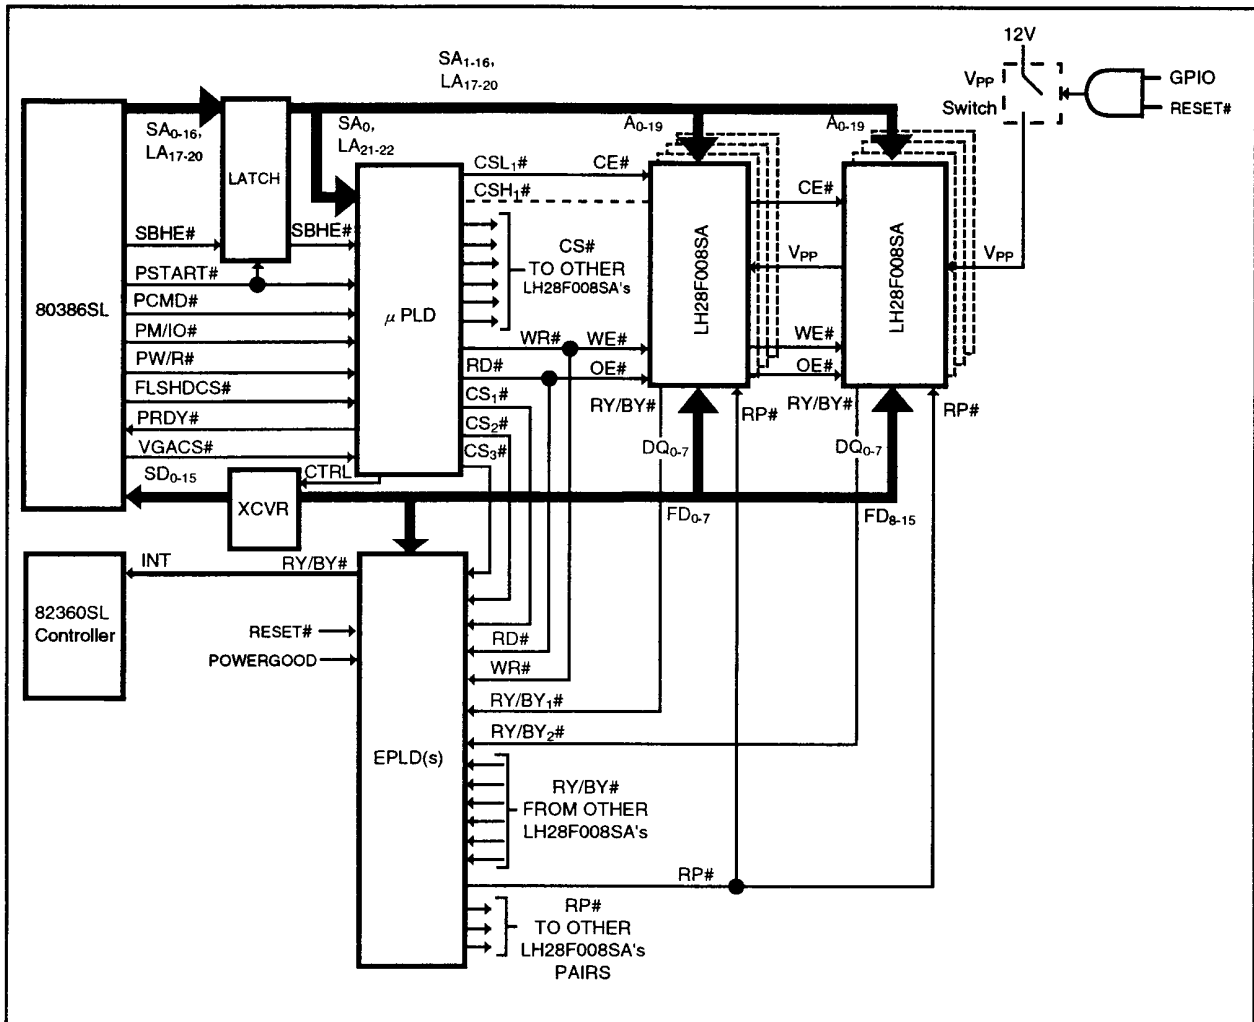 SA1-16,
LA17-20
12V
VPP
Switch
GPIO
RESET#
SA0-16,
LA17-20
SA0,
LA21-22
A0-19
A0-19
LATCH
CSL1#
CE#
CSH1#
CE#
SBHE#
SBHE#
CS#
TO OTHER
LH28F008SA's
LH28F008SA
LH28F008SA
VPP
VPP
80386SL
PSTART#
PCMD#
μ PLD
PM/IO#
WR#
WE#
WE#
PW/R#
RD#
OE#
OE#
FLSHDCS#
CS1#
RY/BY#
RP#
RY/BY#
RP#
PRDY#
CS2#
VGACS#
CS3#
DQ0-7
DQ0-7
SD0-15
CTRL
XCVR
FD0-7
FD8-15
INT
RY/BY#
82360SL
Controller
RESET#
RD#
POWERGOOD
WR#
RY/BY1#
RY/BY2#
EPLD(s)
RY/BY#
FROM OTHER
LH28F008SA's
RP#
RP#
TO OTHER
LH28F008SA's
PAIRS